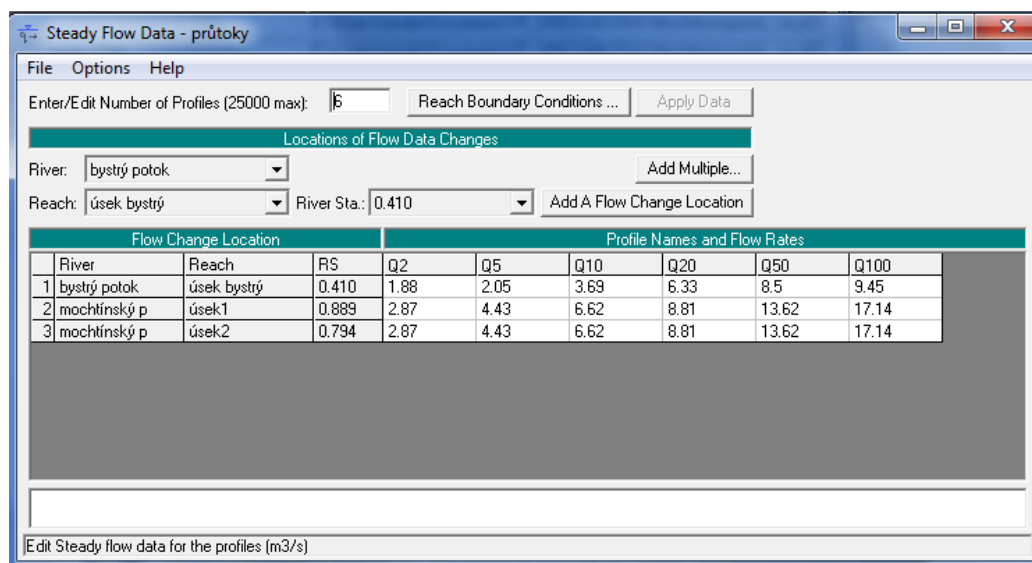 Steady Flow Data - průtoky
File Options Help
Enter/Edit Number of Profiles (25000 max): 6 Reach Boundary Conditions ... Apply Data
Locations of Flow Data Changes
River: bystrý potok Add Multiple...
Reach: úsek bystrý River Sta.: 0.410 Add A Flow Change Location
Flow Change Location Profile Names and Flow Rates
River Reach RS Q2 Q5 Q10 Q20 Q50 Q100
1 bystrý potok úsek bystrý 0.410 1.88 2.05 3.69 6.33 8.5 9.45
2 mochtínský p úsek1 0.889 2.87 4.43 6.62 8.81 13.62 17.14
3 mochtínský p úsek2 0.794 2.87 4.43 6.62 8.81 13.62 17.14
Edit Steady flow data for the profiles (m3/s)